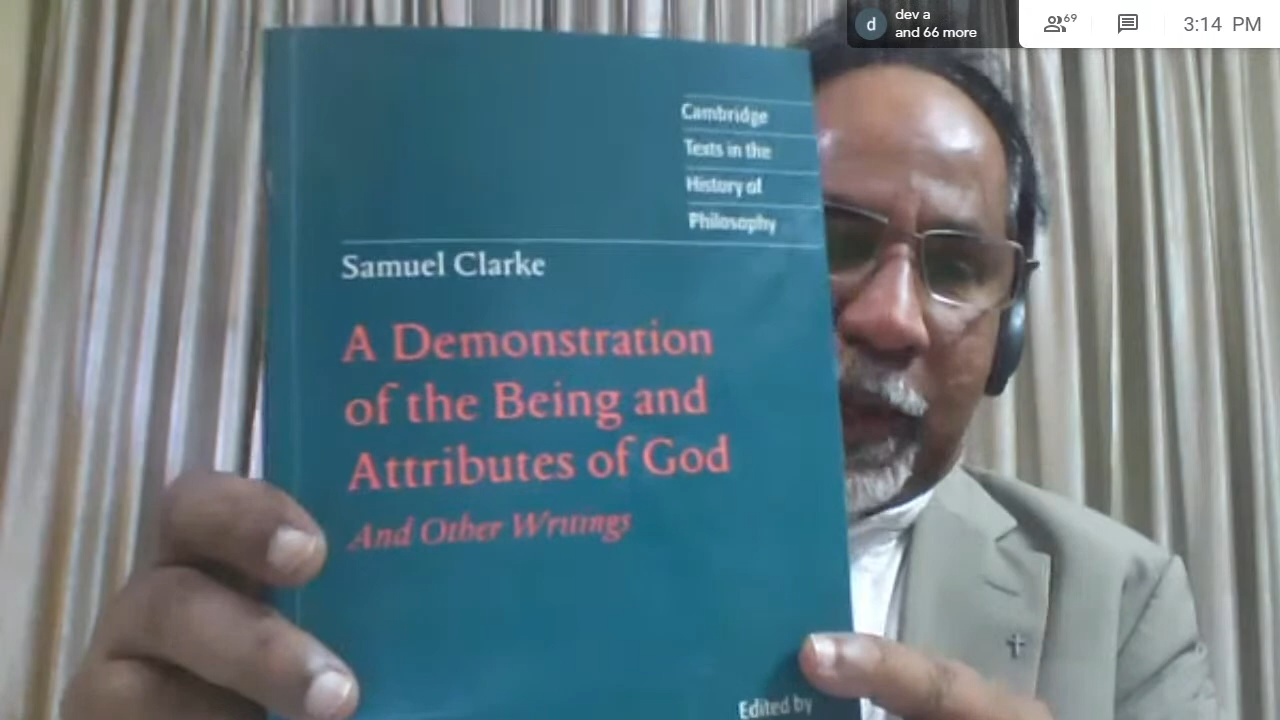 dev a
and 66 more
69
3:14 PM
Cambridge
Texts in the
History of
Philosophy
Samuel Clarke
A Demonstration
of the Being and
Attributes of God
And Other Writings
Edited by